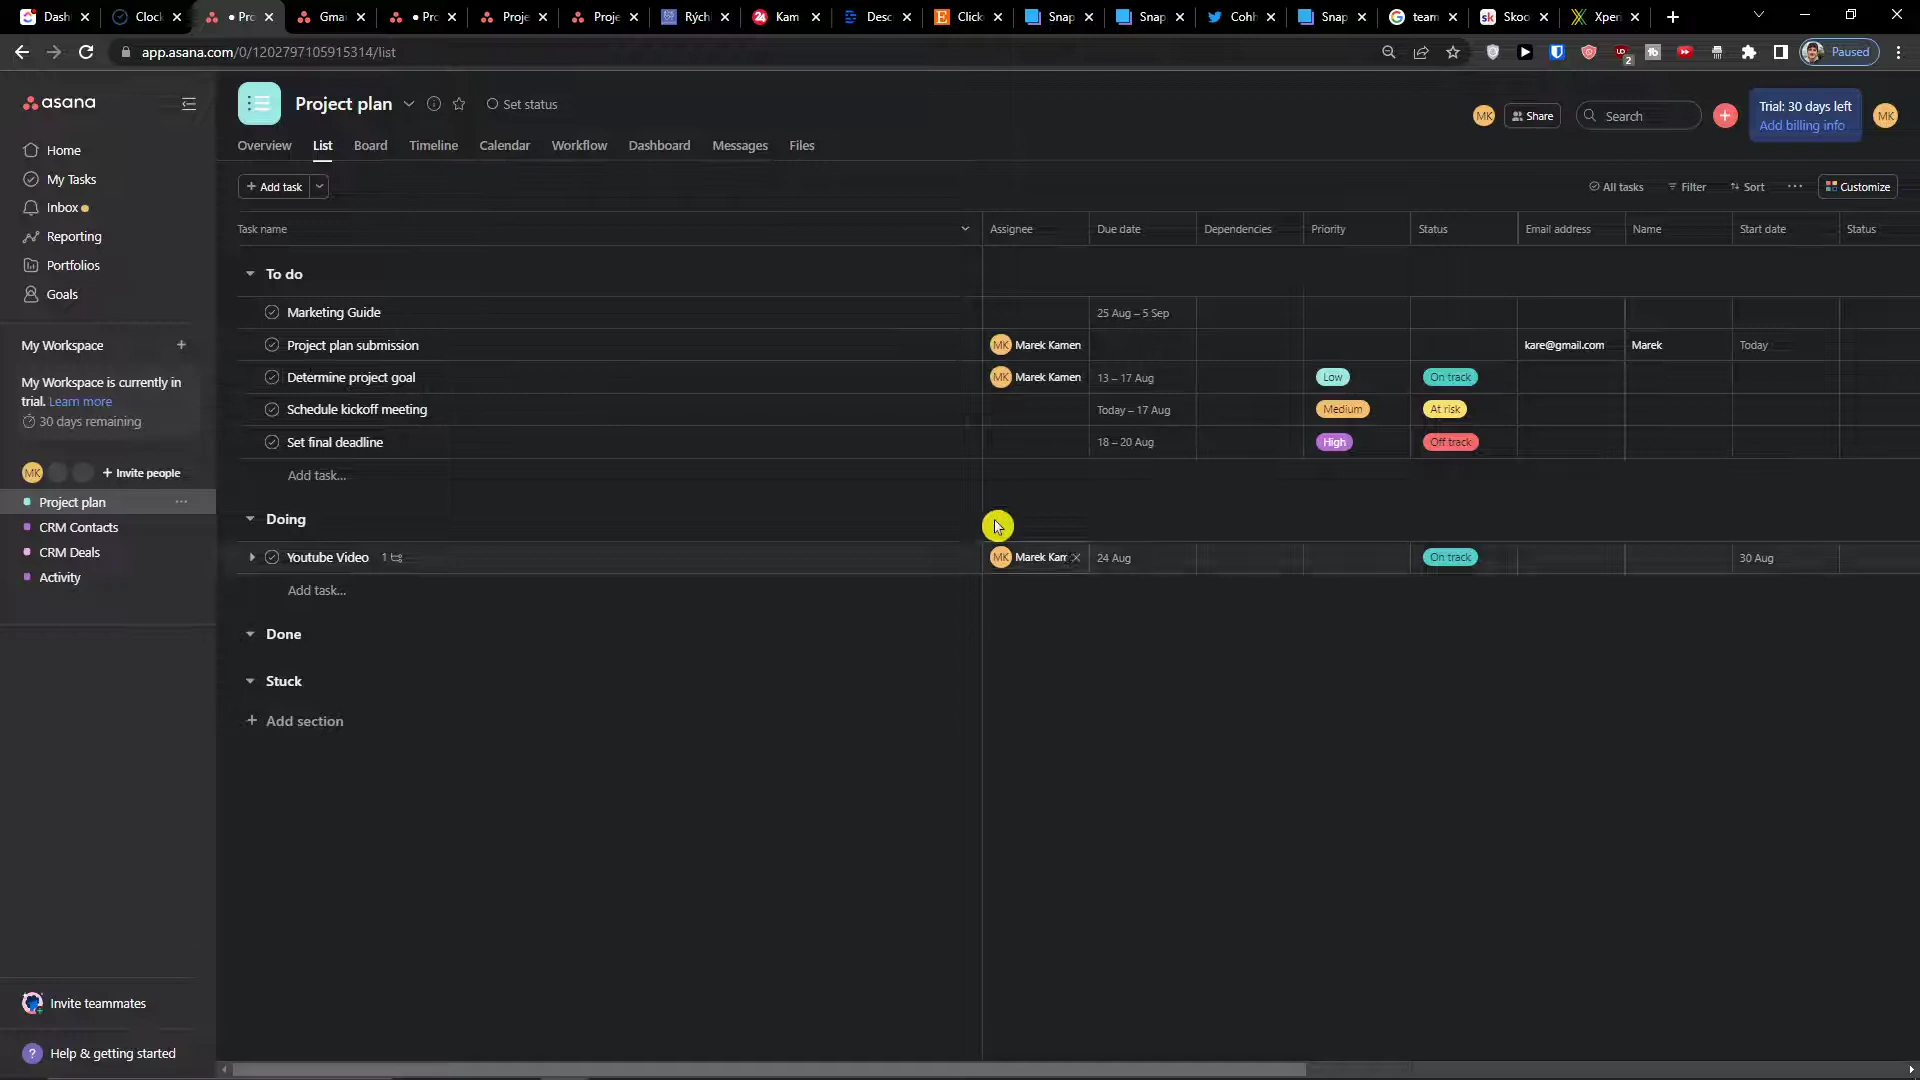 Dash
Clock
Pro
Gma
Pro
Proje
Proje
Rých
Kam
Desc
Click
Snap
Snap
Cohh
Snap
team
Skoo
Xper
app.asana.com/0/1202797105915314/list
2
Paused
asana
Project plan
Set status
MK
Share
Search
Trial: 30 days left
Add billing info
MK
Overview
List
Board
Timeline
Calendar
Workflow
Dashboard
Messages
Files
Home
My Tasks
Inbox
Reporting
Portfolios
Goals
My Workspace
My Workspace is currently in
trial. Learn more
30 days remaining
MK
Invite people
Project plan
CRM Contacts
CRM Deals
Activity
Invite teammates
? Help & getting started
+ Add task
All tasks
Filter
Sort
Customize
Task name
Assignee
Due date
Dependencies
Priority
Status
Email address
Name
Start date
Status
To do
Marketing Guide
25 Aug – 5 Sep
Project plan submission
MK Marek Kamen
kare@gmail.com
Marek
Today
Determine project goal
MK Marek Kamen
13 – 17 Aug
Low
On track
Schedule kickoff meeting
Today – 17 Aug
Medium
At risk
Set final deadline
18 – 20 Aug
High
Off track
Add task...
Doing
Youtube Video 1
MK Marek Kam
24 Aug
On track
30 Aug
Add task...
Done
Stuck
+ Add section